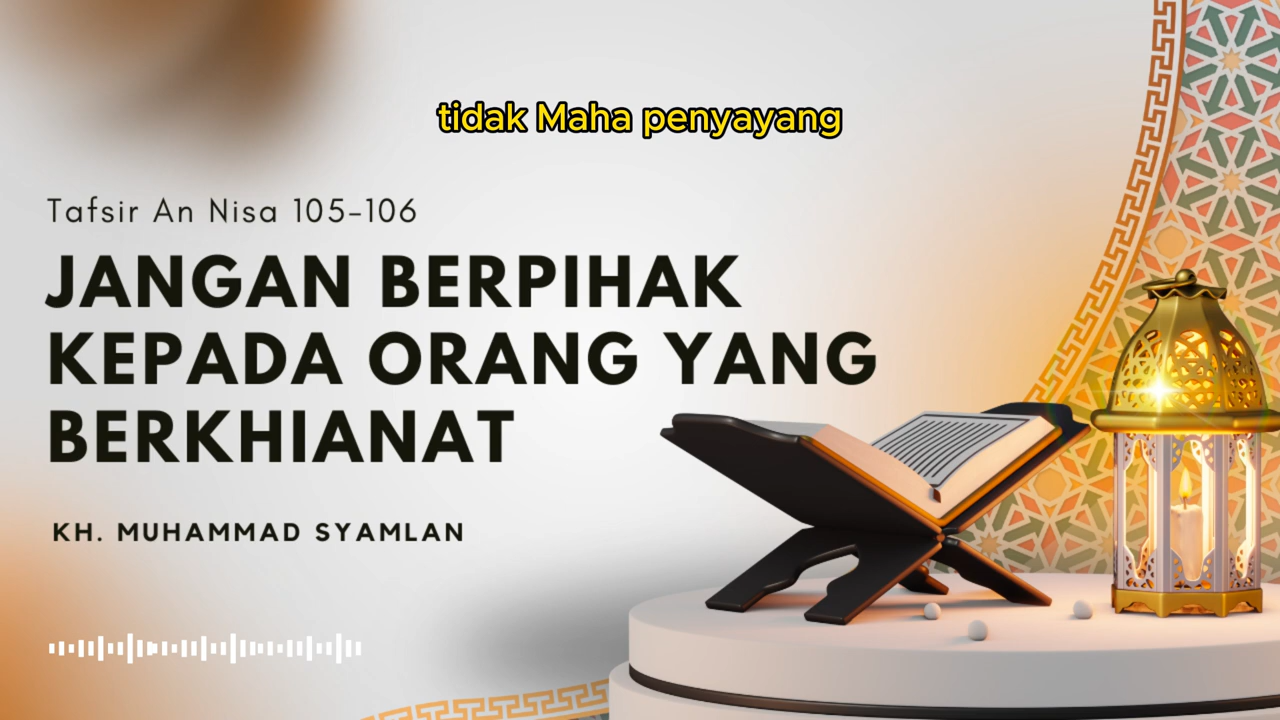 tidak Maha penyayang
Tafsir An Nisa 105–106
JANGAN BERPIHAK
KEPADA ORANG YANG
BERKHIANAT
KH. MUHAMMAD SYAMLAN